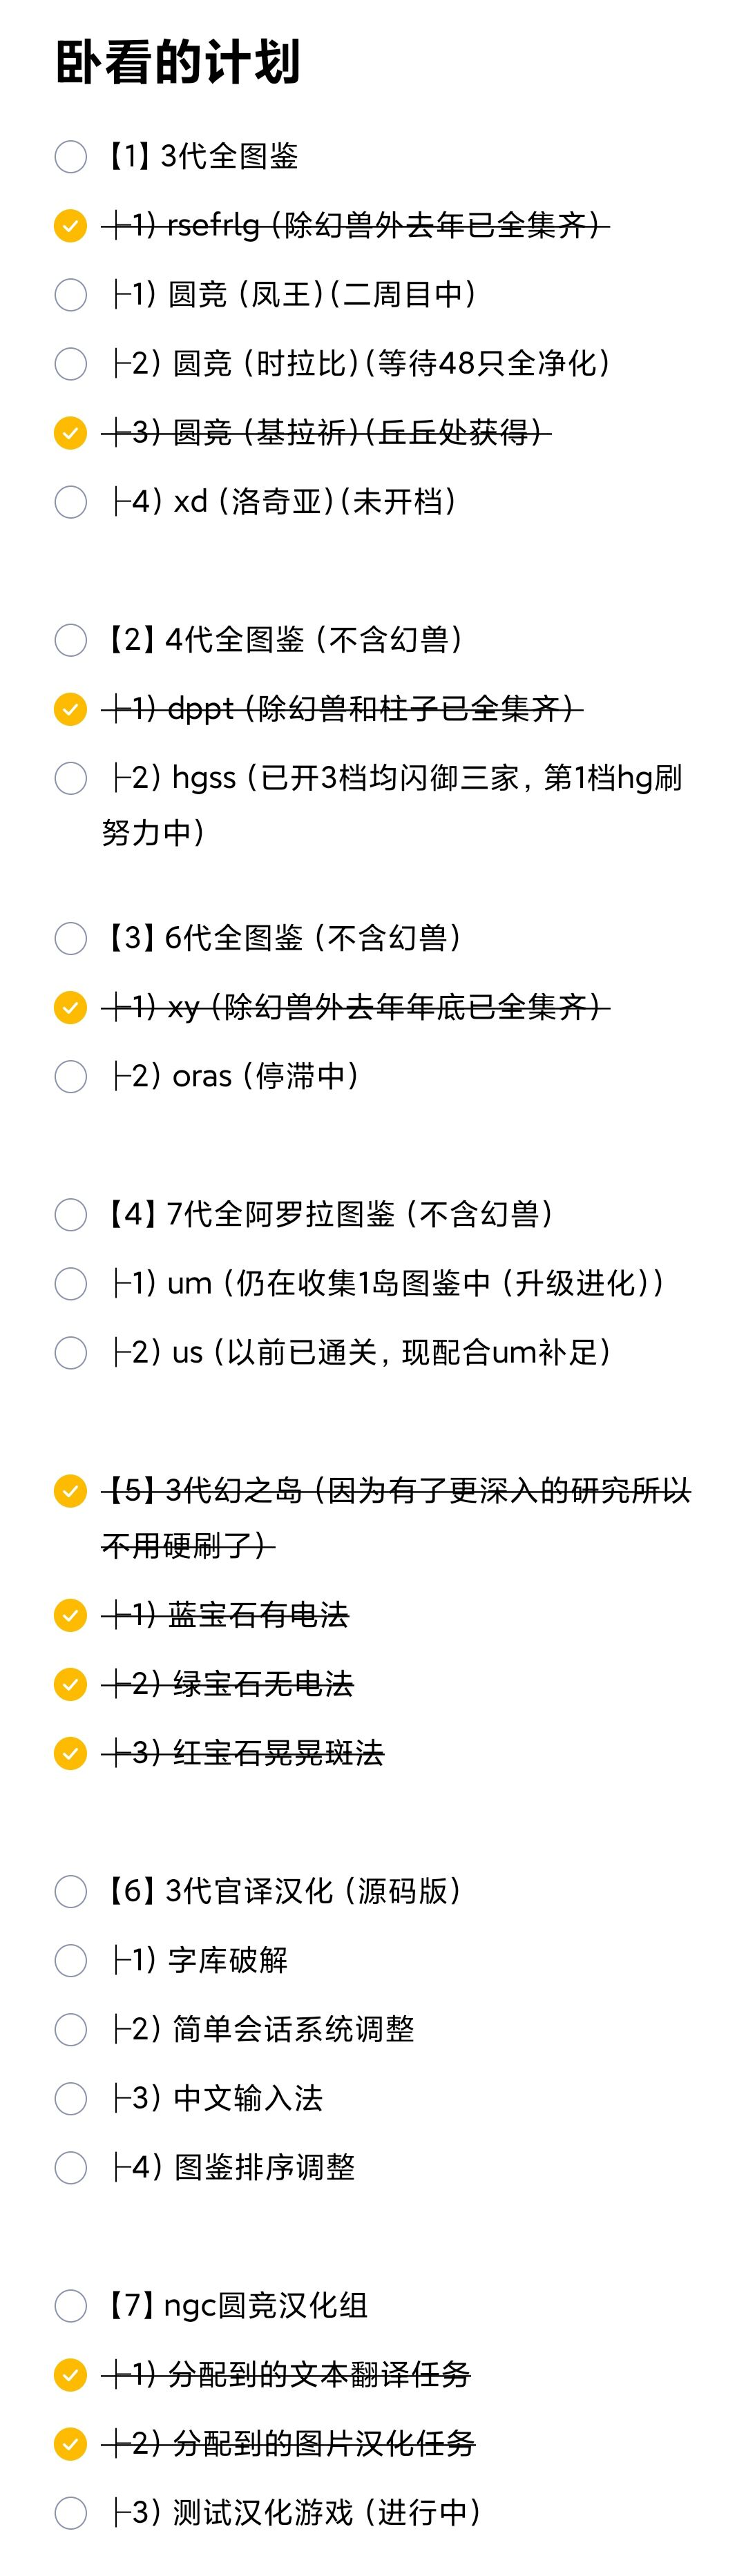 卧看的计划
【1】3代全图鉴
├1) rsefrlg (除幻兽外去年已全集齐)
├1) 圆竞 (凤王)(二周目中)
├2) 圆竞 (时拉比)(等待48只全净化)
├3) 圆竞 (基拉祈)(丘丘处获得)
├4) xd (洛奇亚)(未开档)
【2】4代全图鉴 (不含幻兽)
├1) dppt (除幻兽和柱子已全集齐)
├2) hgss (已开3档均闪御三家, 第1档hg刷
努力中)
【3】6代全图鉴 (不含幻兽)
├1) xy (除幻兽外去年年底已全集齐)
├2) oras (停滞中)
【4】7代全阿罗拉图鉴 (不含幻兽)
├1) um (仍在收集1岛图鉴中 (升级进化))
├2) us (以前已通关, 现配合um补足)
【5】3代幻之岛 (因为有了更深入的研究所以
不用硬刷了)
├1) 蓝宝石有电法
├2) 绿宝石无电法
├3) 红宝石晃晃斑法
【6】3代官译汉化 (源码版)
├1) 字库破解
├2) 简单会话系统调整
├3) 中文输入法
├4) 图鉴排序调整
【7】ngc圆竞汉化组
├1) 分配到的文本翻译任务
├2) 分配到的图片汉化任务
├3) 测试汉化游戏 (进行中)